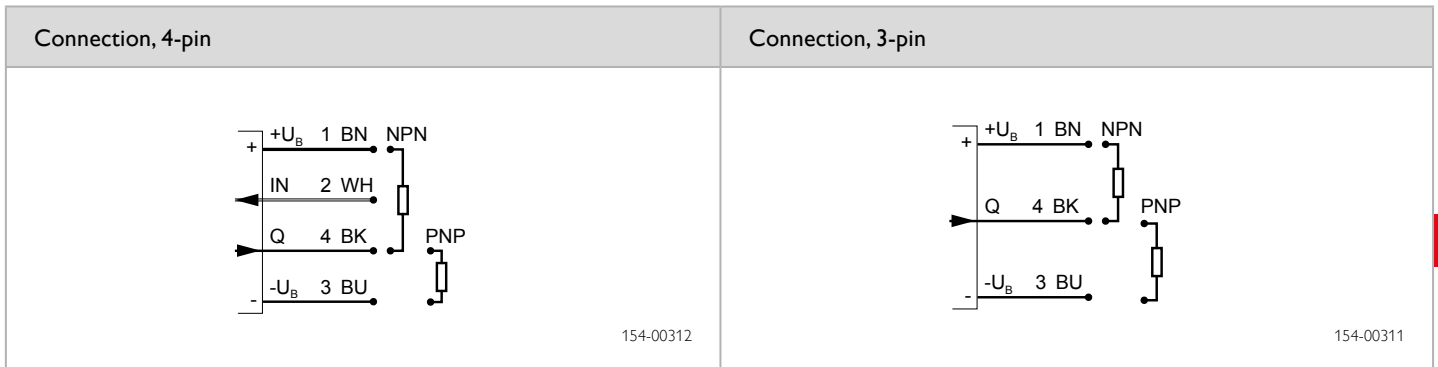 Connection, 4-pin
+UB 1 BN NPN
+
IN 2 WH
Q 4 BK PNP
-UB 3 BU
-
154-00312
Connection, 3-pin
+UB 1 BN NPN
+
Q 4 BK PNP
-UB 3 BU
-
154-00311